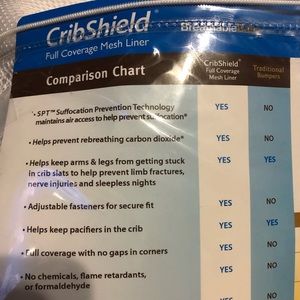 CribShield®
Full Coverage Mesh Liner
Breathable
Comparison Chart
CribShield®
Full Coverage
Mesh Liner
Traditional
Bumpers
• SPT™ Suffocation Prevention Technology
maintains air access to help prevent suffocation*
YES NO
• Helps prevent rebreathing carbon dioxide*
YES NO
• Helps keep arms & legs from getting stuck
in crib slats to help prevent limb fractures,
nerve injuries and sleepless nights
YES YES
• Adjustable fasteners for secure fit
YES NO
• Helps keep pacifiers in the crib
YES YES
• Full coverage with no gaps in corners
YES NO
• No chemicals, flame retardants,
or formaldehyde
YES NO